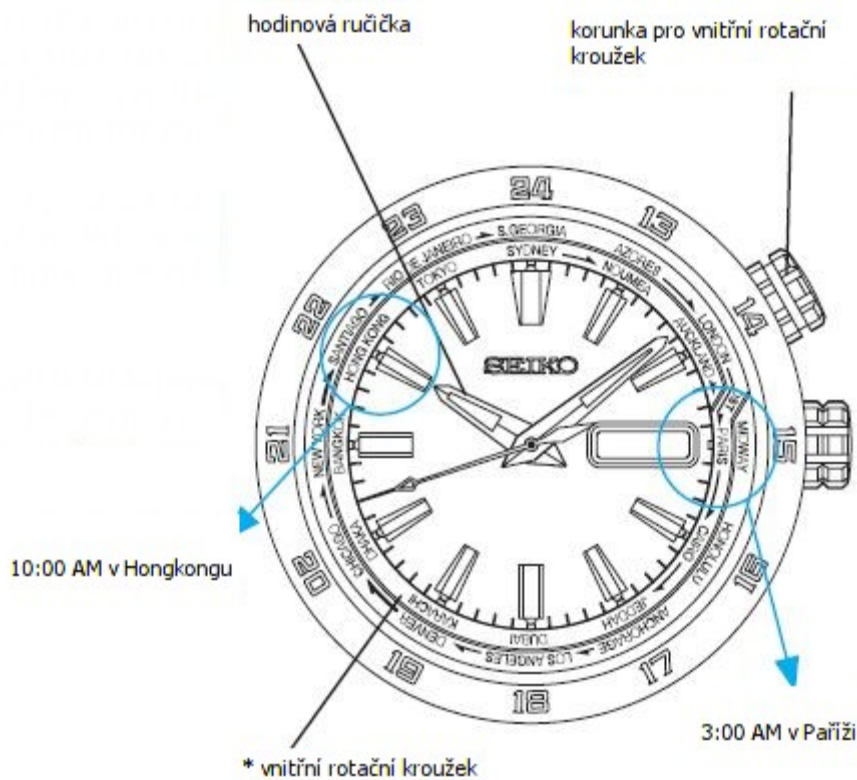 hodinová ručička
korunka pro vnitřní rotační
kroužek
24
13
14
15
16
17
18
19
20
21
22
23
S.GEORGIA
AZORES
LONDON
MIDWAY
HONOLULU
ANCHORAGE
LOS ANGELES
DENVER
CHICAGO
NEW YORK
SANTIAGO
RIO DE JANEIRO
SYDNEY
NOUMEA
AUCKLAND
PARIS
CAIRO
JEDDAH
DUBAI
KARACHI
DHAKA
BANGKOK
HONG KONG
TOKYO
SEIKO
10:00 AM v Hongkongu
3:00 AM v Paříži
* vnitřní rotační kroužek